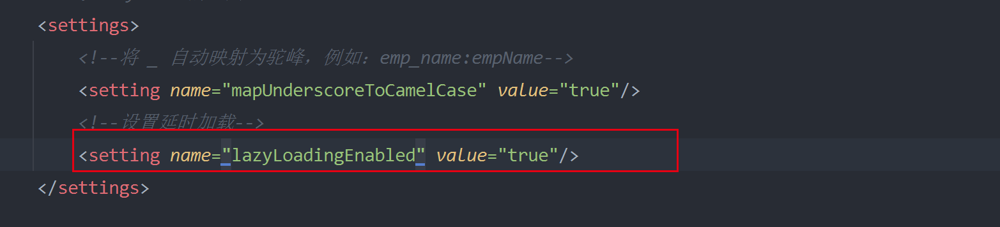 <settings>
<!--将 _ 自动映射为驼峰，例如：emp_name:empName-->
<setting name="mapUnderscoreToCamelCase" value="true"/>
<!--设置延时加载-->
<setting name="lazyLoadingEnabled" value="true"/>
</settings>